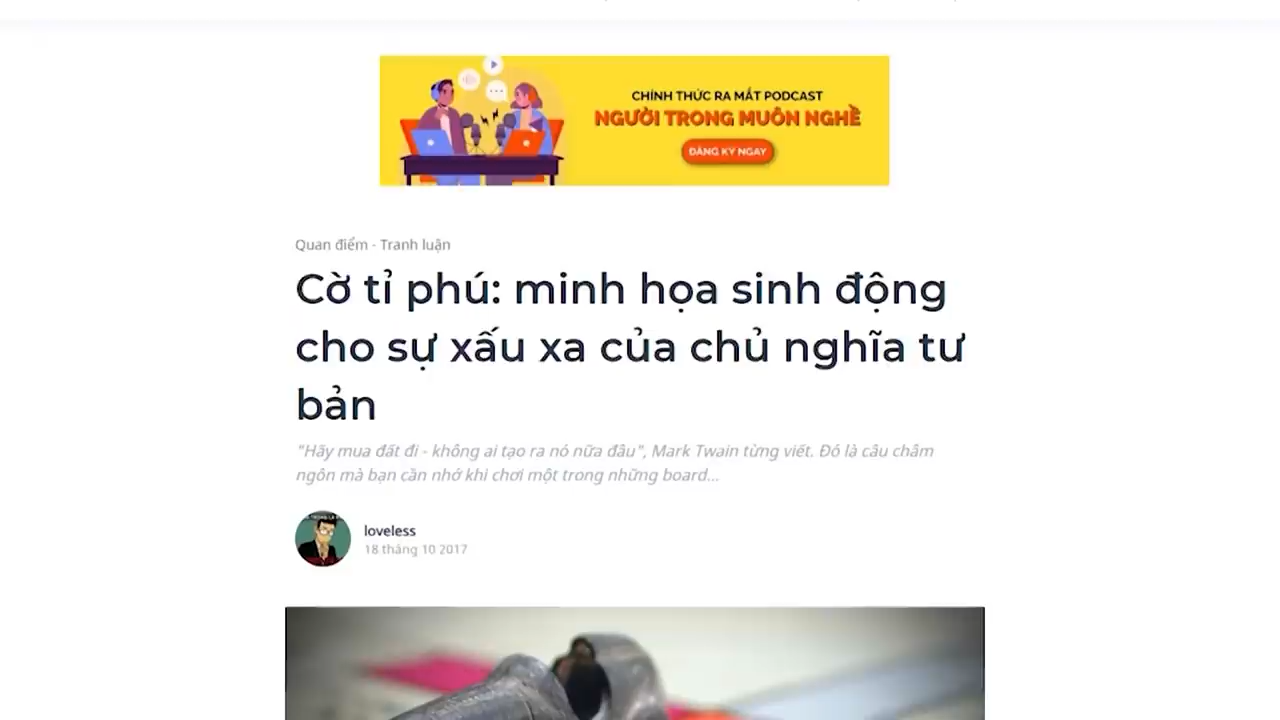 CHÍNH THỨC RA MẮT PODCAST
NGƯỜI TRONG MUÔN NGHỀ
ĐĂNG KÝ NGAY
Quan điểm - Tranh luận
Cờ tỉ phú: minh họa sinh động
cho sự xấu xa của chủ nghĩa tư
bản
"Hãy mua đất đi - không ai tạo ra nó nữa đâu", Mark Twain từng viết. Đó là câu châm
ngôn mà bạn cần nhớ khi chơi một trong những board...
loveless
18 tháng 10 2017